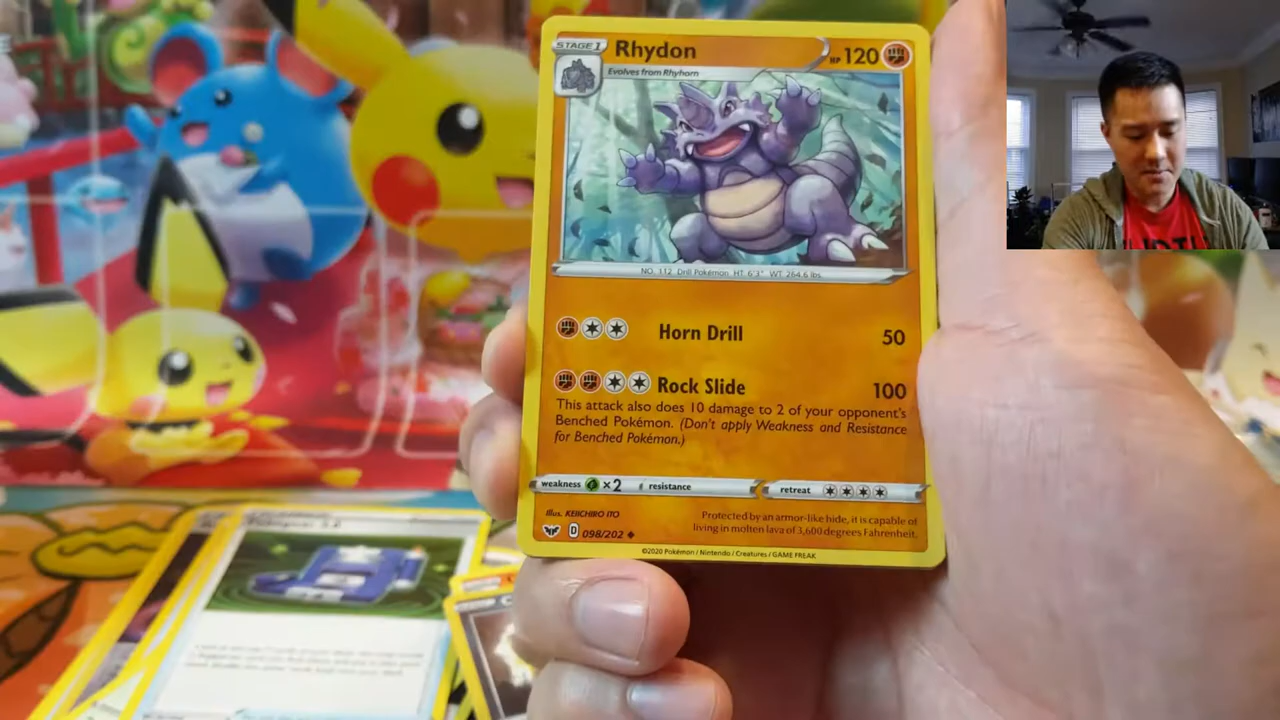 STAGE 1
Rhydon
HP 120
Evolves from Rhyhorn
NO. 112 Drill Pokémon HT: 6'3" WT: 264.6 lbs.
Horn Drill 50
Rock Slide 100
This attack also does 10 damage to 2 of your opponent's
Benched Pokémon. (Don't apply Weakness and Resistance
for Benched Pokémon.)
weakness ×2 resistance retreat
Illus. KEIICHIRO ITO
Protected by an armor-like hide, it is capable of
living in molten lava of 3,600 degrees Fahrenheit.
D 098/202
©2020 Pokémon / Nintendo / Creatures / GAME FREAK